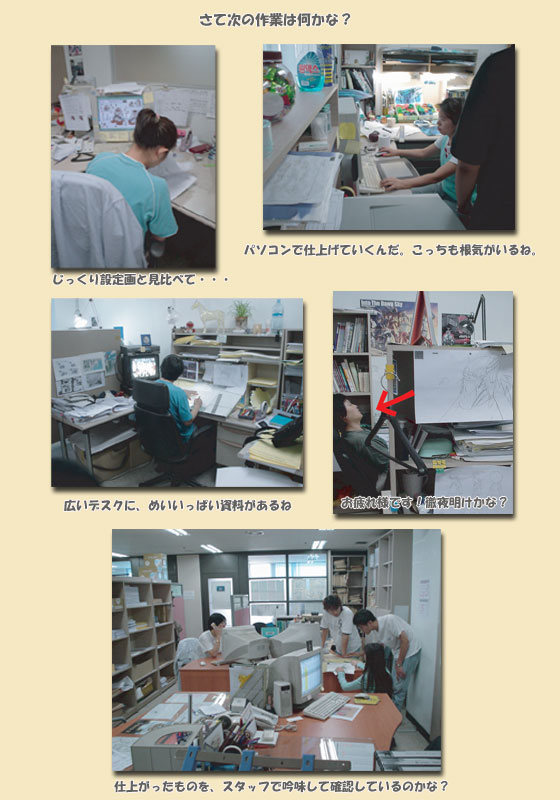 さて次の作業は何かな？
じっくり設定画と見比べて・・・
パソコンで仕上げていくんだ。こっちも根気がいるね。
広いデスクに、めいいっぱい資料があるね
Into The Dawn Sky
お疲れ様です！徹夜明けかな？
仕上がったものを、スタッフで吟味して確認しているのかな？